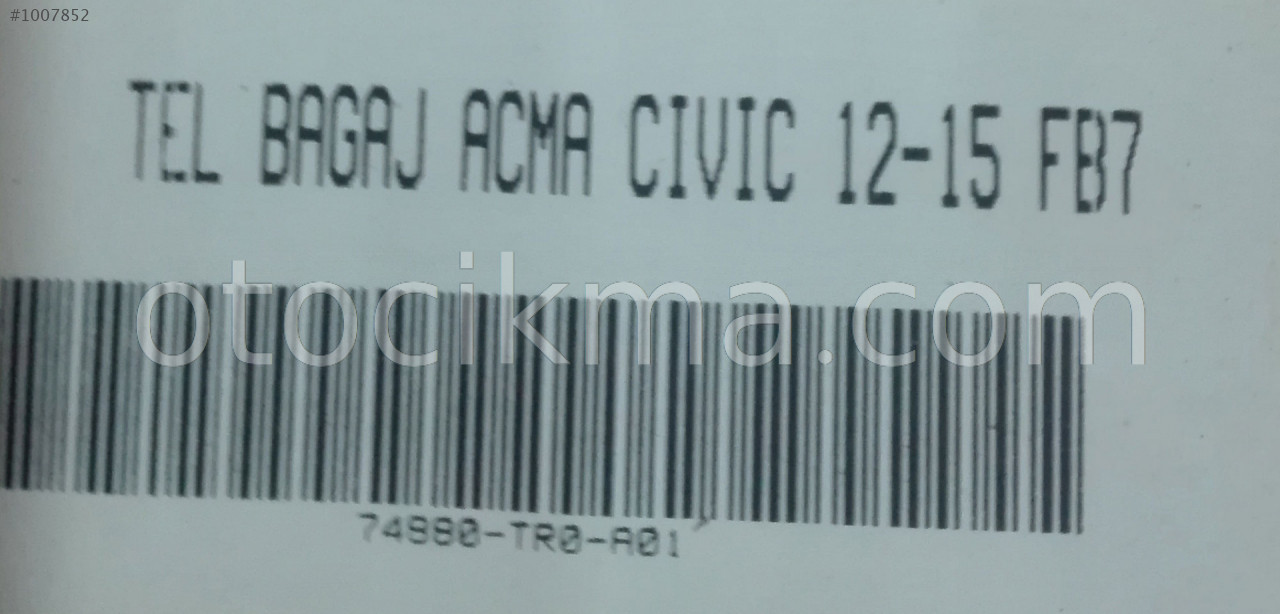 #1007852
TEL BAGAJ ACMA CIVIC 12-15 FB7
otocikma.com
74880-TR0-A01